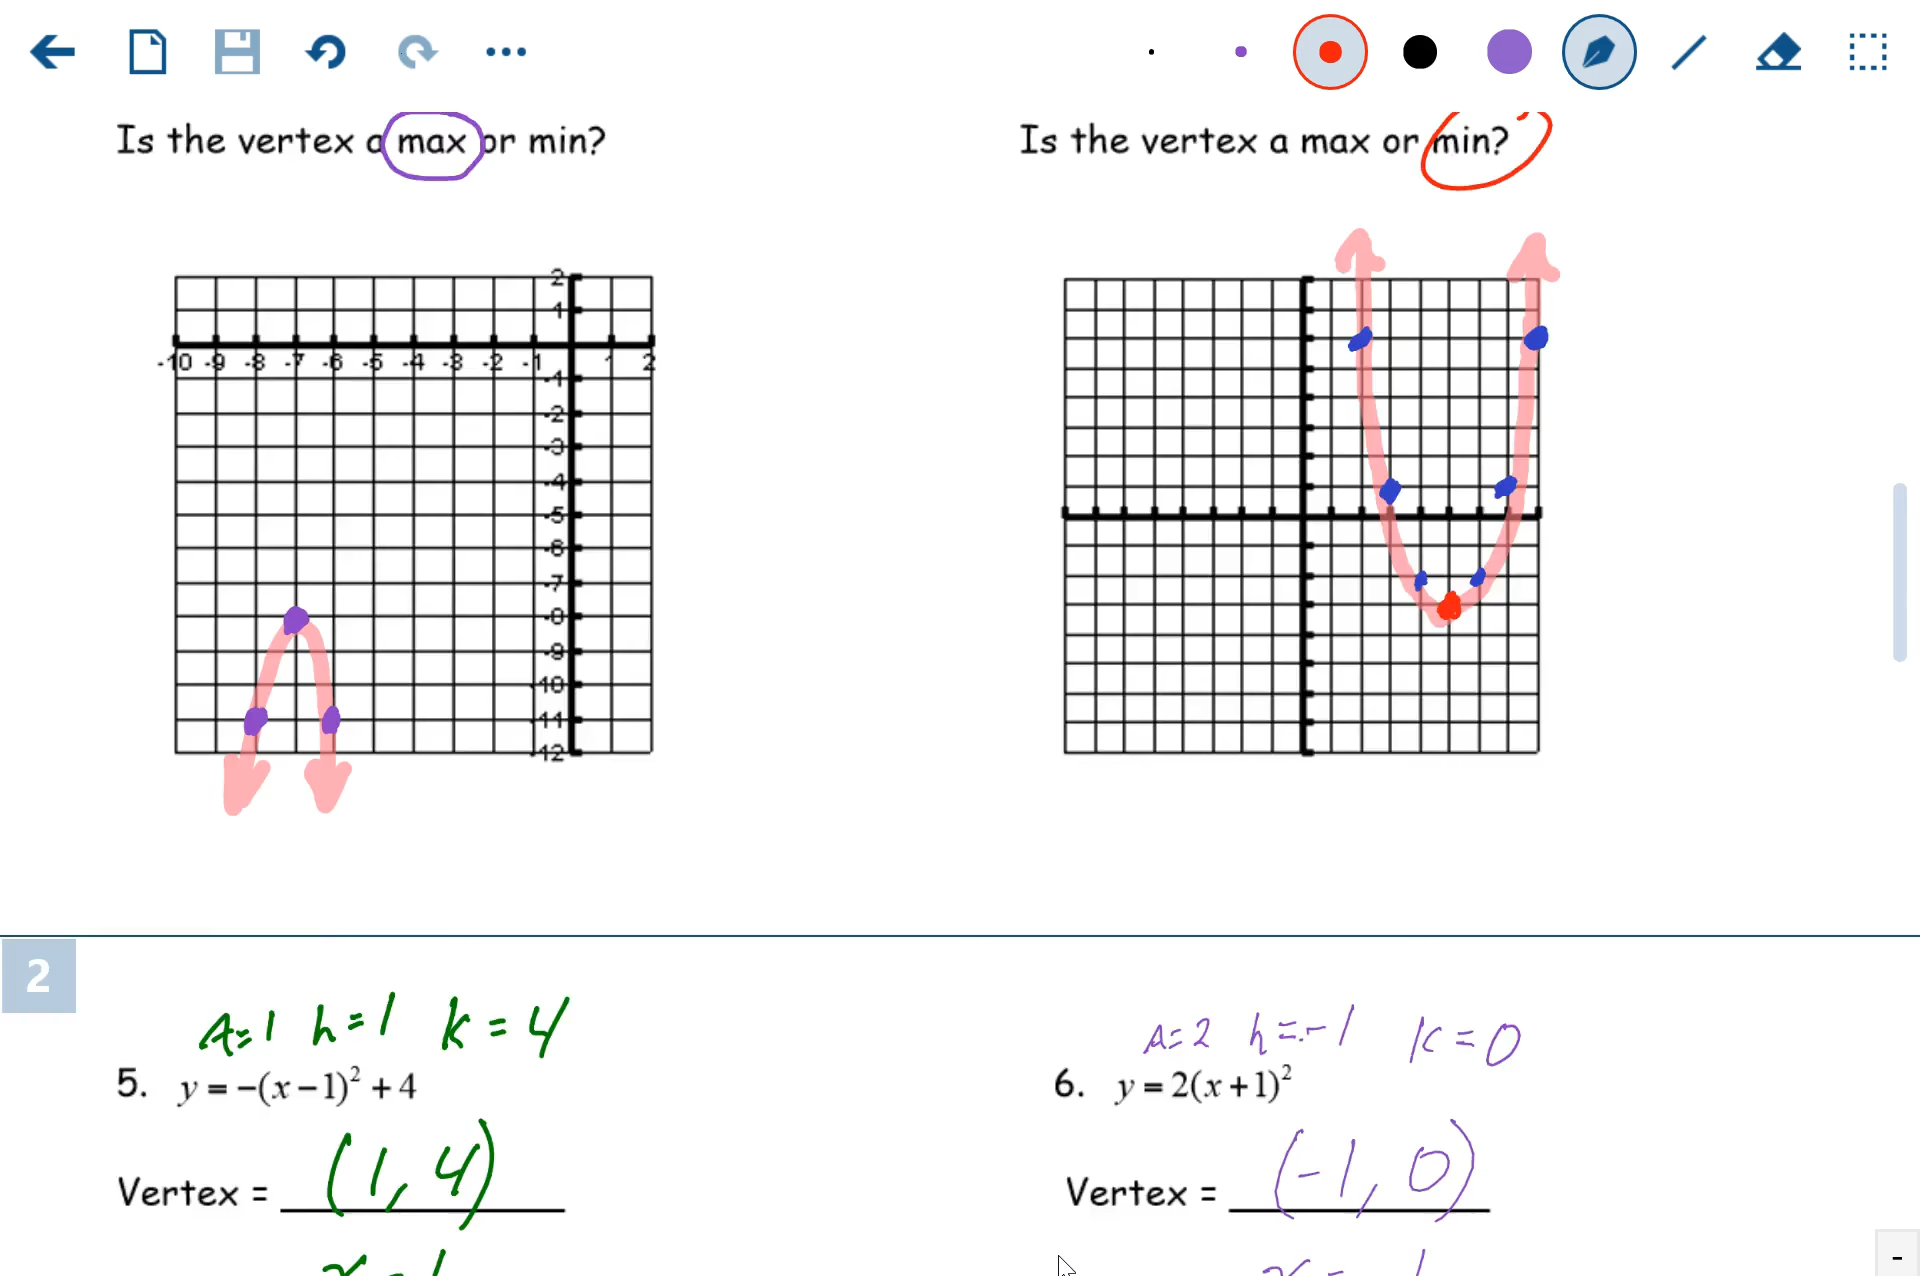 Is the vertex a max or min?
Is the vertex a max or min?
2
1
-10 -9 -8 -7 -6 -5 -4 -3 -2 -1 1 2
-1
-2
-3
-4
-5
-6
-7
-8
-9
-10
-11
-12
2
A=1 h=1 k=4
5. y = -(x-1)² + 4
Vertex = (1, 4)
A=2 h=-1 k=0
6. y = 2(x+1)²
Vertex = (-1, 0)